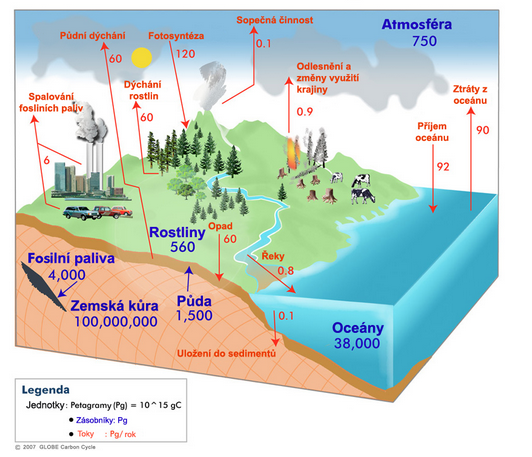 Sopečná činnost
0.1
Atmosféra
750
Půdní dýchání
60
Fotosyntéza
120
Odlesnění a
změny využití
krajiny
0.9
Ztráty z
oceánu
90
Dýchání
rostlin
60
Spalování
fosliních paliv
6
Příjem
oceánu
92
Rostliny
560
Opad
60
Řeky
0.8
Fosilní paliva
4,000
Zemská kůra
100,000,000
Půda
1,500
0.1
Uložení do sedimentů
Oceány
38,000
Legenda
Jednotky: Petagramy (Pg) = 10^15 gC
• Zásobníky: Pg
• Toky : Pg/rok
© 2007 GLOBE Carbon Cycle